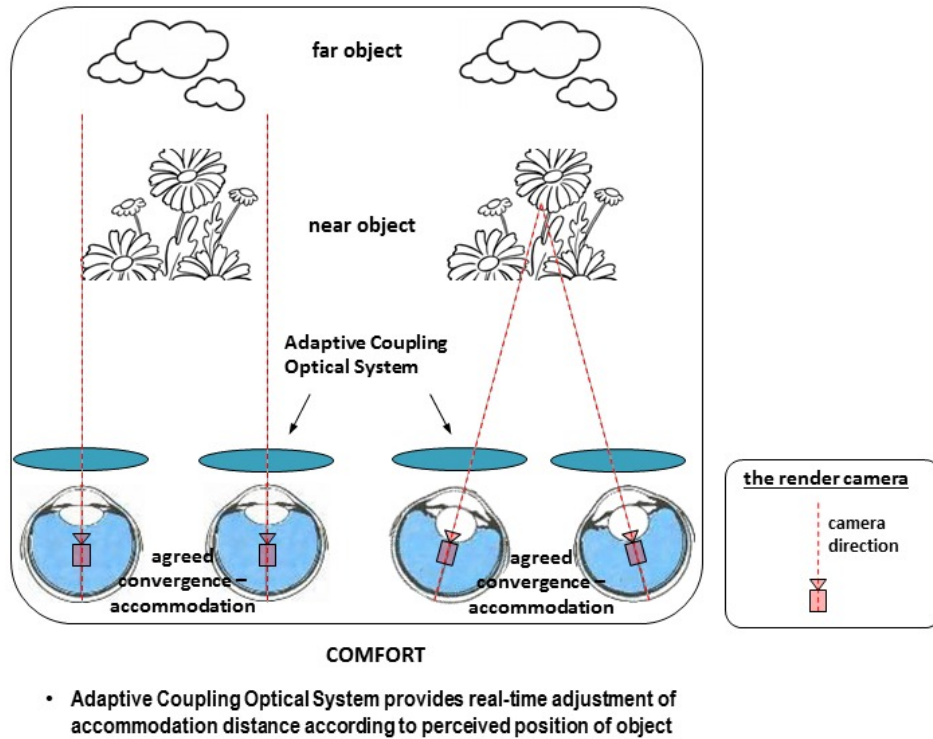 far object
near object
Adaptive Coupling
Optical System
agreed
convergence –
accommodation
agreed
convergence –
accommodation
the render camera
camera
direction
COMFORT
• Adaptive Coupling Optical System provides real-time adjustment of
accommodation distance according to perceived position of object